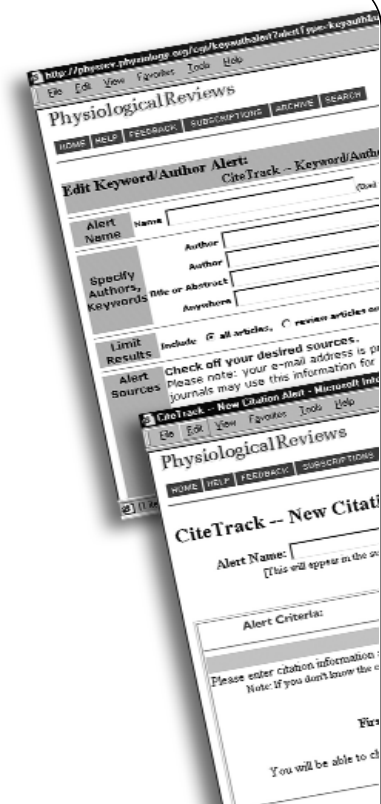 http://physrev.physiology.org/cgi/keyauthalert?alertType=keyauth&u
File Edit View Favorites Tools Help
PhysiologicalReviews
HOME HELP FEEDBACK SUBSCRIPTIONS ARCHIVE SEARCH
Edit Keyword/Author Alert:
CiteTrack -- Keyword/Autho
Alert Name
Name
Specify Authors, Keywords
Author
Author
Title or Abstract
Anywhere
Limit Results
Include all articles, review articles on
Alert Sources
Check off your desired sources.
Please note: your e-mail address is pr
journals may use this information for
CiteTrack -- New Citation Alert - Microsoft Inte
File Edit View Favorites Tools Help
PhysiologicalReviews
HOME HELP FEEDBACK SUBSCRIPTIONS
CiteTrack -- New Citati
Alert Name:
[This will appear in the su
Alert Criteria:
Please enter citation information
Note: If you don't know the c
Firs
You will be able to ch